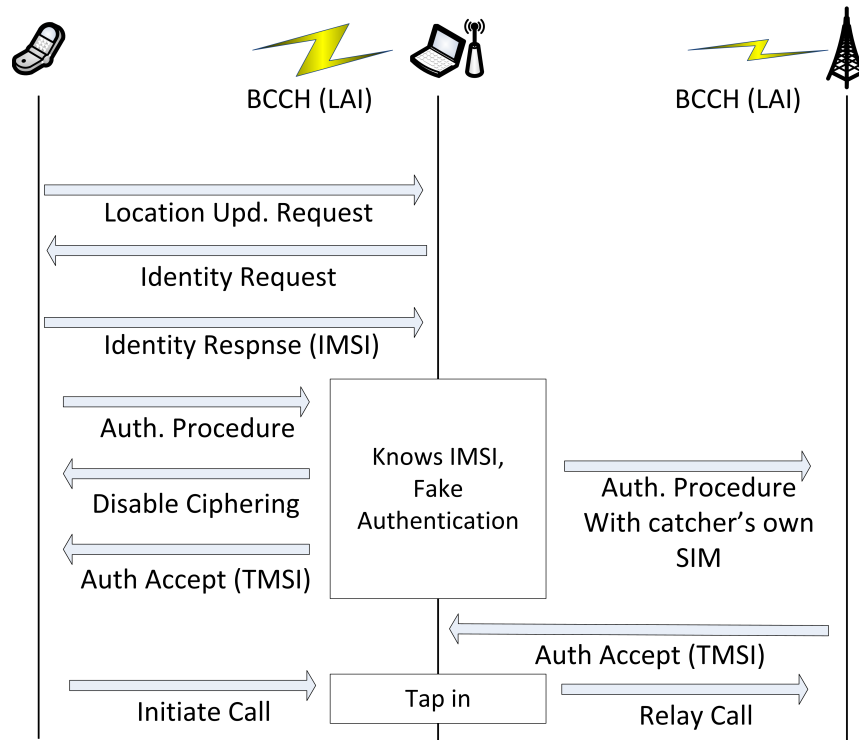 BCCH (LAI)
BCCH (LAI)
Location Upd. Request
Identity Request
Identity Respnse (IMSI)
Auth. Procedure
Disable Ciphering
Auth Accept (TMSI)
Knows IMSI,
Fake
Authentication
Auth. Procedure
With catcher's own
SIM
Auth Accept (TMSI)
Initiate Call
Tap in
Relay Call